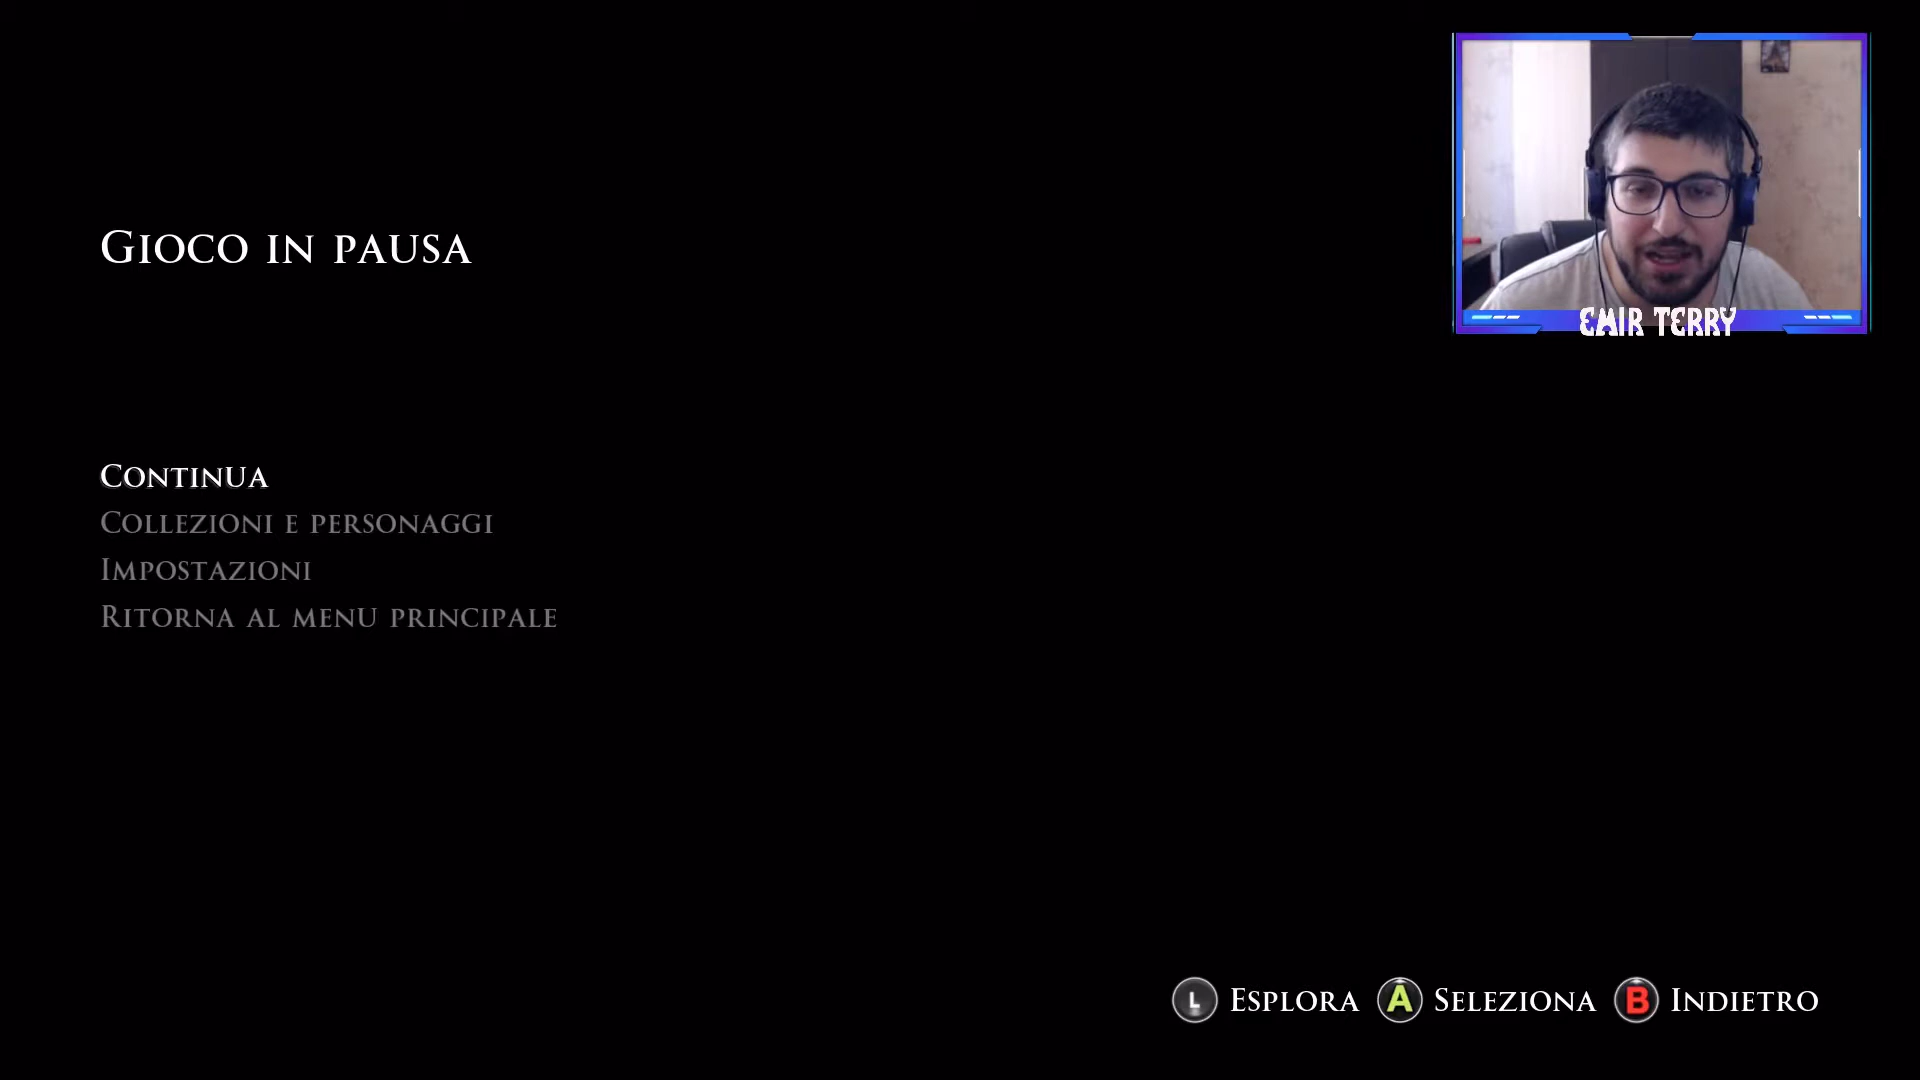 Gioco in pausa
EMIR TERRY
Continua
Collezioni e personaggi
Impostazioni
Ritorna al menu principale
L Esplora A Seleziona B Indietro